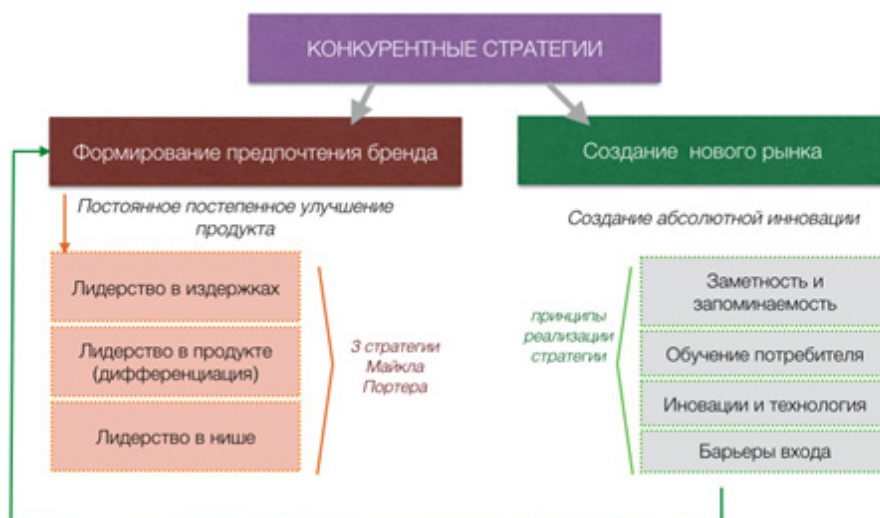 КОНКУРЕНТНЫЕ СТРАТЕГИИ
Формирование предпочтения бренда
Создание нового рынка
Постоянное постепенное улучшение
продукта
Создание абсолютной инновации
Лидерство в издержках
Лидерство в продукте
(дифференциация)
Лидерство в нише
3 стратегии
Майкла
Портера
принципы
реализации
стратегии
Заметность и
запоминаемость
Обучение потребителя
Иновации и технология
Барьеры входа